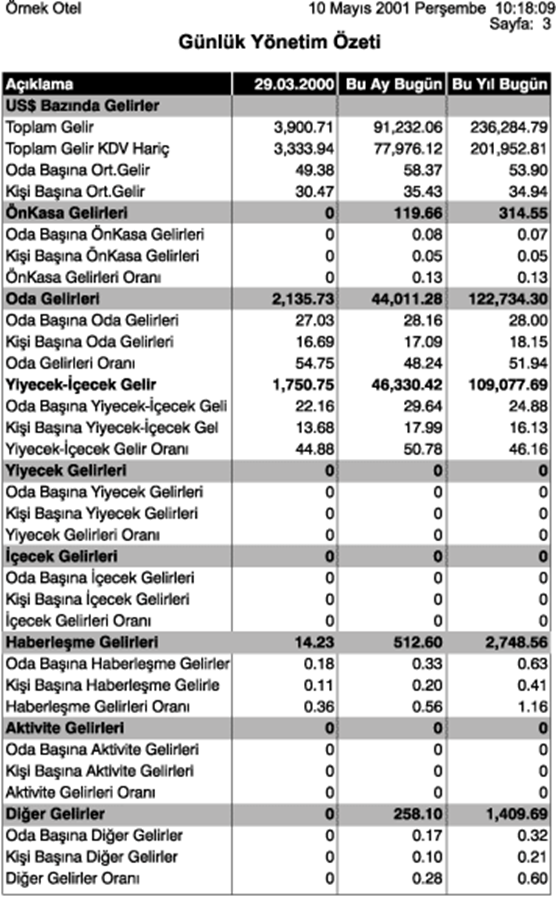 Örnek Otel 10 Mayıs 2001 Perşembe 10:18:09
Sayfa: 3
Günlük Yönetim Özeti
Açıklama 29.03.2000 Bu Ay Bugün Bu Yıl Bugün
US$ Bazında Gelirler
Toplam Gelir 3,900.71 91,232.06 236,284.79
Toplam Gelir KDV Hariç 3,333.94 77,976.12 201,952.81
Oda Başına Ort.Gelir 49.38 58.37 53.90
Kişi Başına Ort.Gelir 30.47 35.43 34.94
ÖnKasa Gelirleri 0 119.66 314.55
Oda Başına ÖnKasa Gelirleri 0 0.08 0.07
Kişi Başına ÖnKasa Gelirleri 0 0.05 0.05
ÖnKasa Gelirleri Oranı 0 0.13 0.13
Oda Gelirleri 2,135.73 44,011.28 122,734.30
Oda Başına Oda Gelirleri 27.03 28.16 28.00
Kişi Başına Oda Gelirleri 16.69 17.09 18.15
Oda Gelirleri Oranı 54.75 48.24 51.94
Yiyecek-İçecek Gelir 1,750.75 46,330.42 109,077.69
Oda Başına Yiyecek-İçecek Geli 22.16 29.64 24.88
Kişi Başına Yiyecek-İçecek Gel 13.68 17.99 16.13
Yiyecek-İçecek Gelir Oranı 44.88 50.78 46.16
Yiyecek Gelirleri 0 0 0
Oda Başına Yiyecek Gelirleri 0 0 0
Kişi Başına Yiyecek Gelirleri 0 0 0
Yiyecek Gelirleri Oranı 0 0 0
İçecek Gelirleri 0 0 0
Oda Başına İçecek Gelirleri 0 0 0
Kişi Başına İçecek Gelirleri 0 0 0
İçecek Gelirleri Oranı 0 0 0
Haberleşme Gelirleri 14.23 512.60 2,748.56
Oda Başına Haberleşme Gelirler 0.18 0.33 0.63
Kişi Başına Haberleşme Gelirle 0.11 0.20 0.41
Haberleşme Gelirleri Oranı 0.36 0.56 1.16
Aktivite Gelirleri 0 0 0
Oda Başına Aktivite Gelirleri 0 0 0
Kişi Başına Aktivite Gelirleri 0 0 0
Aktivite Gelirleri Oranı 0 0 0
Diğer Gelirler 0 258.10 1,409.69
Oda Başına Diğer Gelirler 0 0.17 0.32
Kişi Başına Diğer Gelirler 0 0.10 0.21
Diğer Gelirler Oranı 0 0.28 0.60